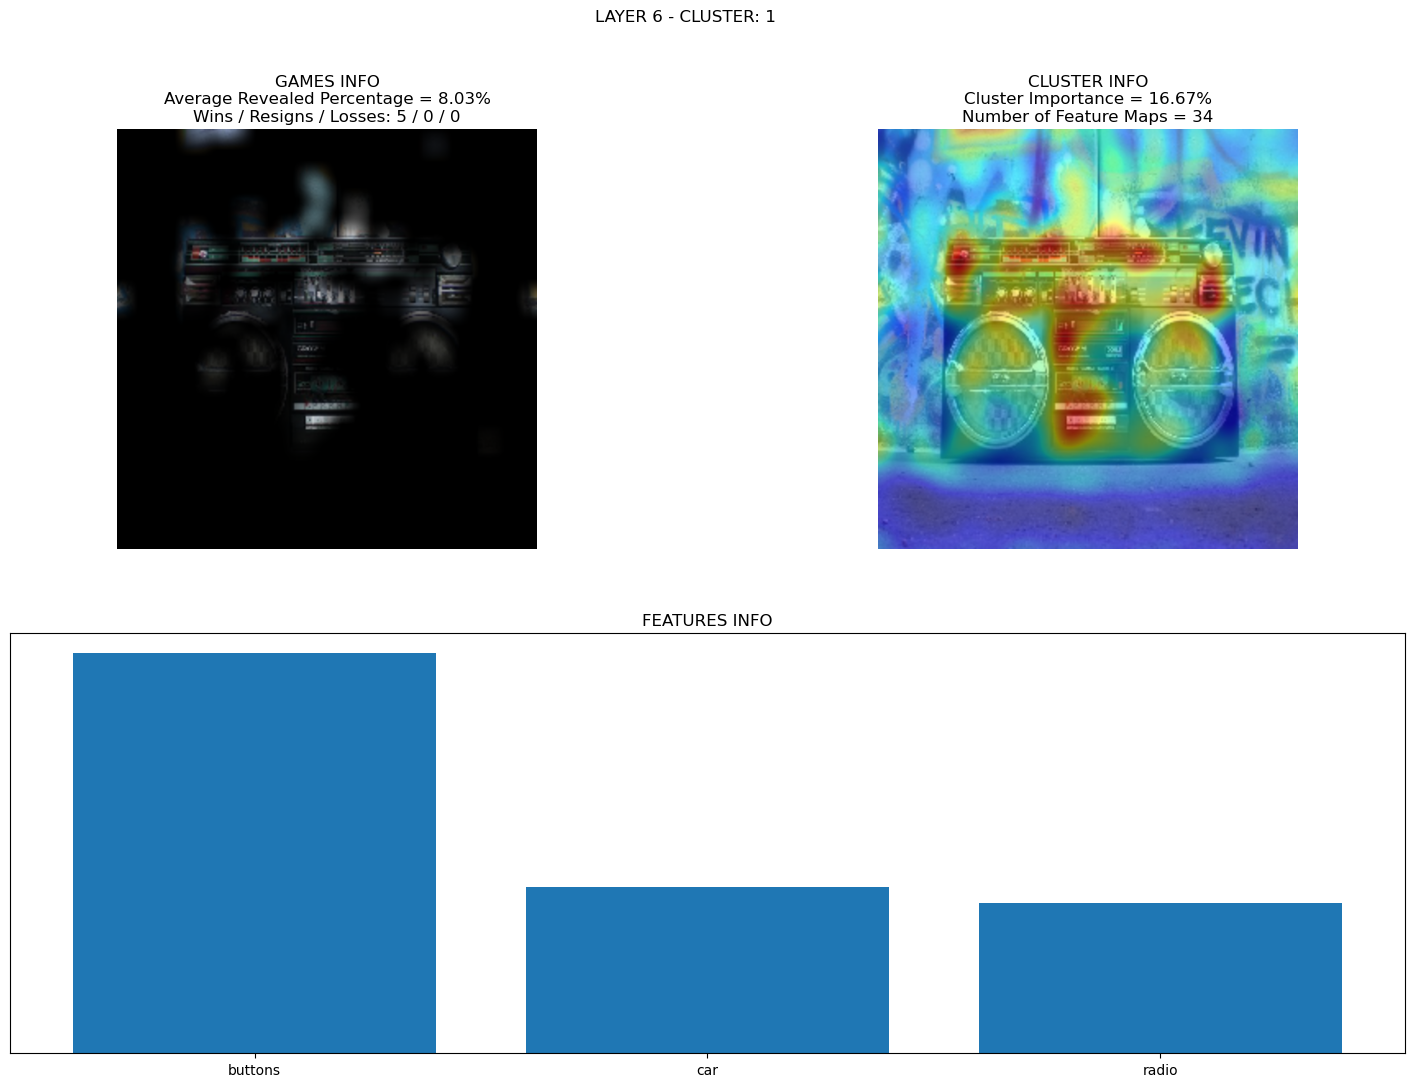 LAYER 6 - CLUSTER: 1
GAMES INFO
Average Revealed Percentage = 8.03%
Wins / Resigns / Losses: 5 / 0 / 0
CLUSTER INFO
Cluster Importance = 16.67%
Number of Feature Maps = 34
EVIN
FEATURES INFO
buttons
car
radio